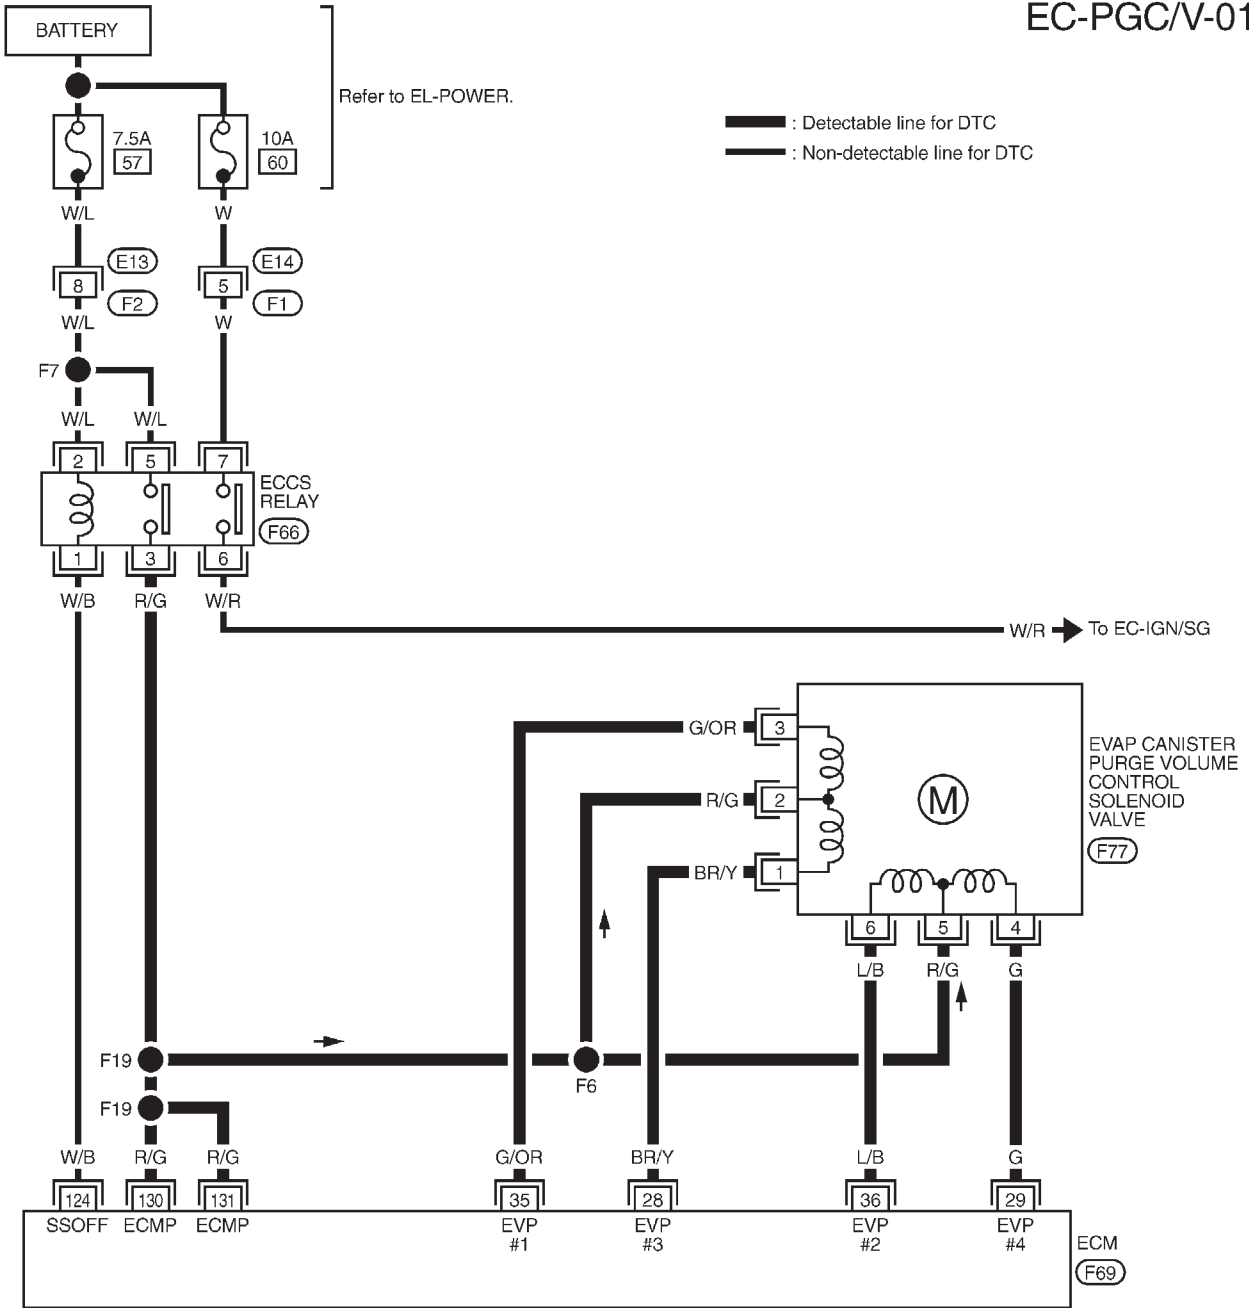 EC-PGC/V-01
BATTERY
Refer to EL-POWER.
: Detectable line for DTC
: Non-detectable line for DTC
7.5A
57
10A
60
W/L
W
E13
E14
8
5
F2
F1
W/L
W
F7
W/L
W/L
2
5
7
ECCS
RELAY
F66
1
3
6
W/B
R/G
W/R
W/R
To EC-IGN/SG
G/OR
3
R/G
2
BR/Y
1
M
EVAP CANISTER
PURGE VOLUME
CONTROL
SOLENOID
VALVE
F77
6
5
4
L/B
R/G
G
F19
F6
F19
W/B
R/G
R/G
G/OR
BR/Y
L/B
G
124
130
131
35
28
36
29
SSOFF
ECMP
ECMP
EVP
#1
EVP
#3
EVP
#2
EVP
#4
ECM
F69